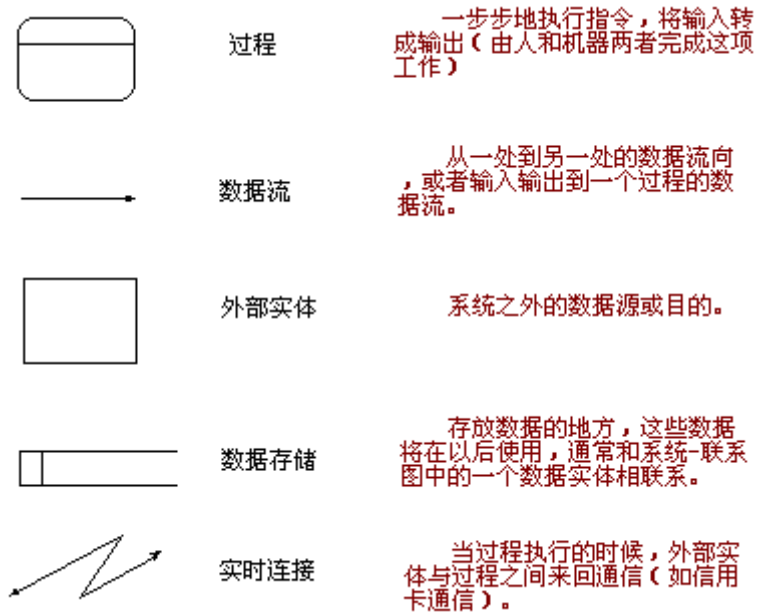 过程
一步步地执行指令，将输入转
成输出（由人和机器两者完成这项
工作）
数据流
从一处到另一处的数据流向
，或者输入输出到一个过程的数
据流。
外部实体
系统之外的数据源或目的。
数据存储
存放数据的地方，这些数据
将在以后使用，通常和系统-联系
图中的一个数据实体相联系。
实时连接
当过程执行的时候，外部实
体与过程之间来回通信（如信用
卡通信）。